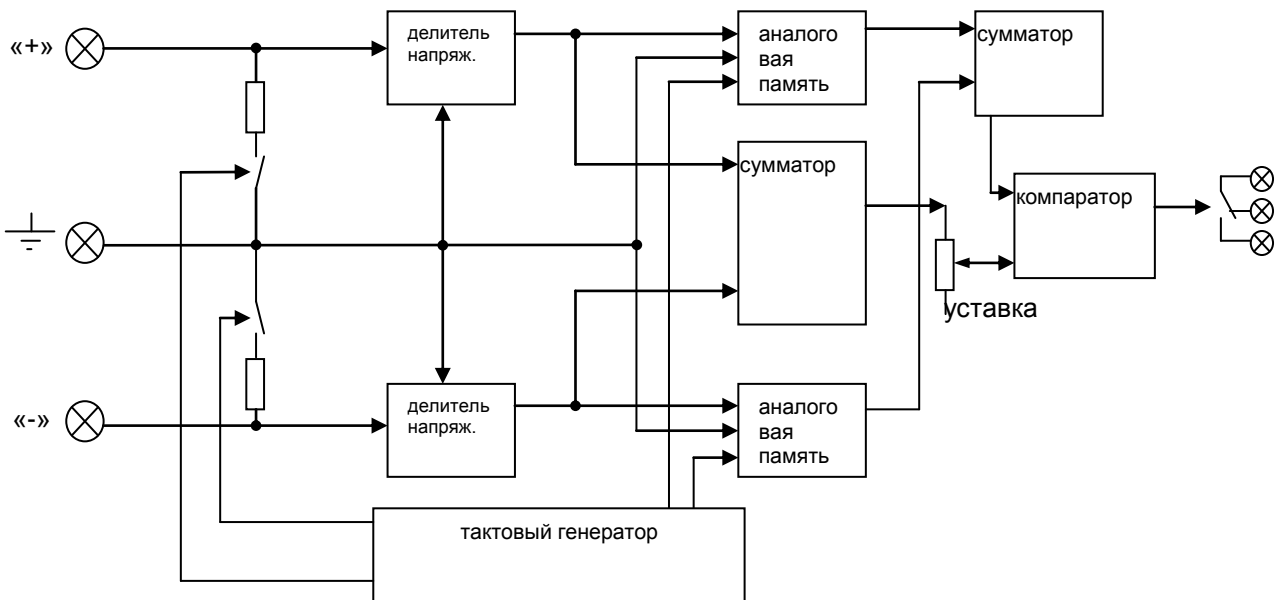 «+»
делитель
напряж.
аналого
вая
память
сумматор
сумматор
компаратор
уставка
«-»
делитель
напряж.
аналого
вая
память
тактовый генератор